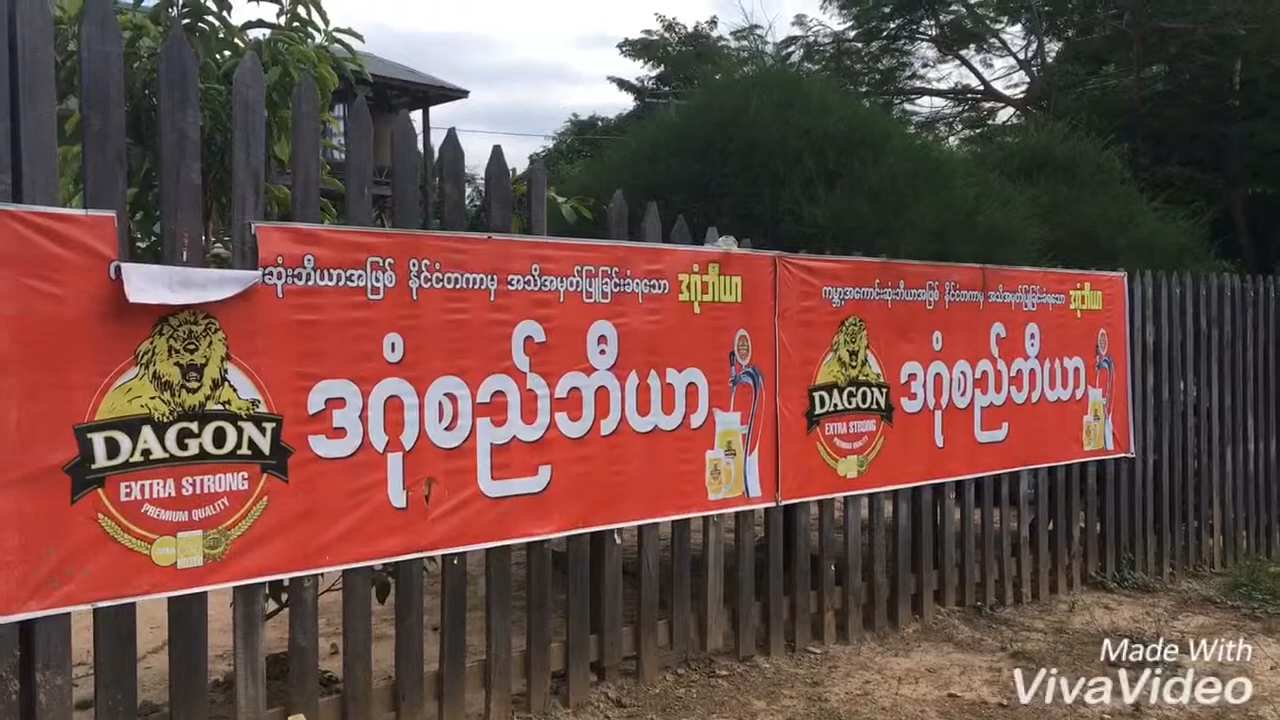 ဆုံးဘီယာအဖြစ် နိုင်ငံတကာမှ အသိအမှတ်ပြုခြင်းခံရသော ဒဂုံဘီယာ
ဒဂုံစည်ဘီယာ
DAGON
EXTRA STRONG
PREMIUM QUALITY
ကမ္ဘာ့အကောင်းဆုံးဘီယာအဖြစ် နိုင်ငံတကာမှ အသိအမှတ်ပြုခြင်းခံရသော ဒဂုံဘီယာ
ဒဂုံစည်ဘီယာ
DAGON
EXTRA STRONG
PREMIUM QUALITY
Made With
VivaVideo